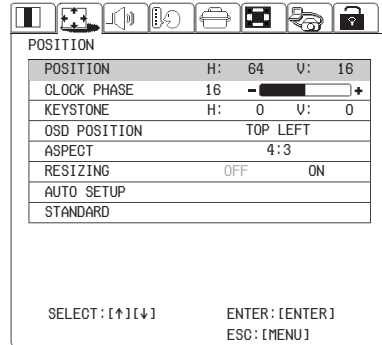 POSITION
POSITION H: 64 V: 16
CLOCK PHASE 16 - +
KEYSTONE H: 0 V: 0
OSD POSITION TOP LEFT
ASPECT 4:3
RESIZING OFF ON
AUTO SETUP
STANDARD
SELECT:[↑][↓] ENTER:[ENTER]
ESC:[MENU]